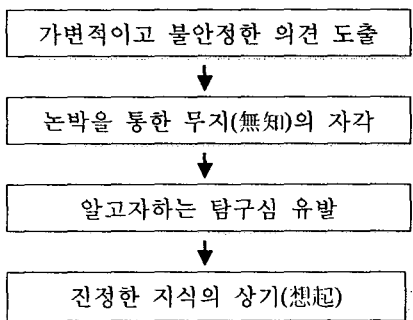 가변적이고 불안정한 의견 도출
논박을 통한 무지(無知)의 자각
알고자하는 탐구심 유발
진정한 지식의 상기(想起)